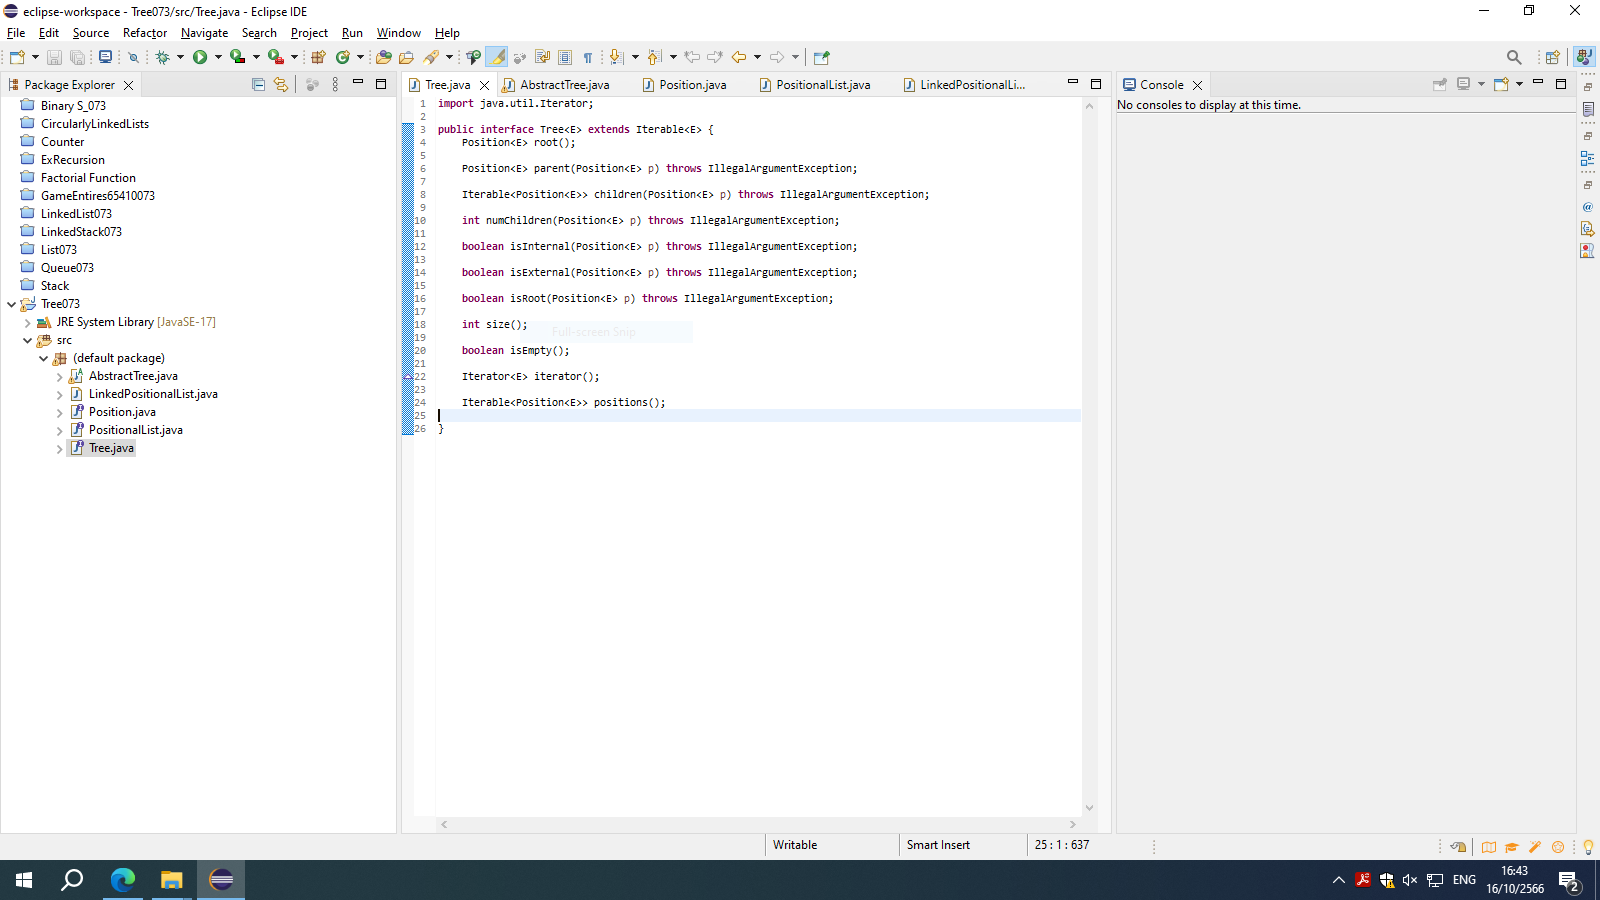 eclipse-workspace - Tree073/src/Tree.java - Eclipse IDE
File Edit Source Refactor Navigate Search Project Run Window Help
Package Explorer
Binary S_073
CircularlyLinkedLists
Counter
ExRecursion
Factorial Function
GameEntires65410073
LinkedList073
LinkedStack073
List073
Queue073
Stack
Tree073
JRE System Library [JavaSE-17]
src
(default package)
AbstractTree.java
LinkedPositionalList.java
Position.java
PositionalList.java
Tree.java
Tree.java AbstractTree.java Position.java PositionalList.java LinkedPositionalLi...
1 import java.util.Iterator;
2
3 public interface Tree<E> extends Iterable<E> {
4 Position<E> root();
5
6 Position<E> parent(Position<E> p) throws IllegalArgumentException;
7
8 Iterable<Position<E>> children(Position<E> p) throws IllegalArgumentException;
9
10 int numChildren(Position<E> p) throws IllegalArgumentException;
11
12 boolean isInternal(Position<E> p) throws IllegalArgumentException;
13
14 boolean isExternal(Position<E> p) throws IllegalArgumentException;
15
16 boolean isRoot(Position<E> p) throws IllegalArgumentException;
17
18 int size();
Full-screen Snip
19
20 boolean isEmpty();
21
22 Iterator<E> iterator();
23
24 Iterable<Position<E>> positions();
25
26 }
Console
No consoles to display at this time.
Writable Smart Insert 25 : 1 : 637
ENG
16:43
16/10/2566
2